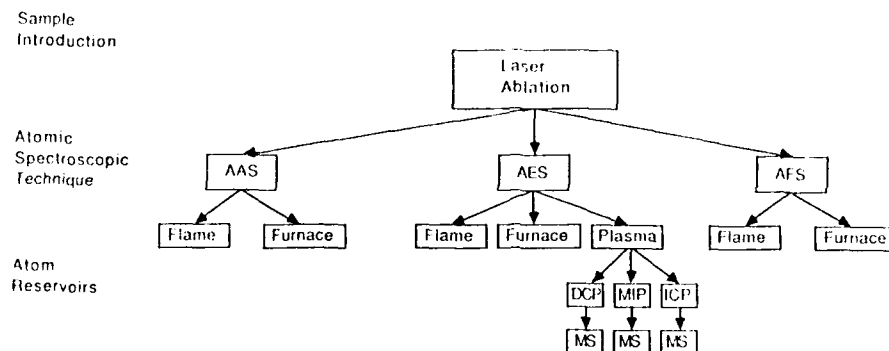 Sample
Introduction
Laser
Ablation
Atomic
Spectroscopic
Technique
AAS
AES
AFS
Flame
Furnace
Flame
Furnace
Plasma
Flame
Furnace
Atom
Reservoirs
DCP
MIP
ICP
MS
MS
MS